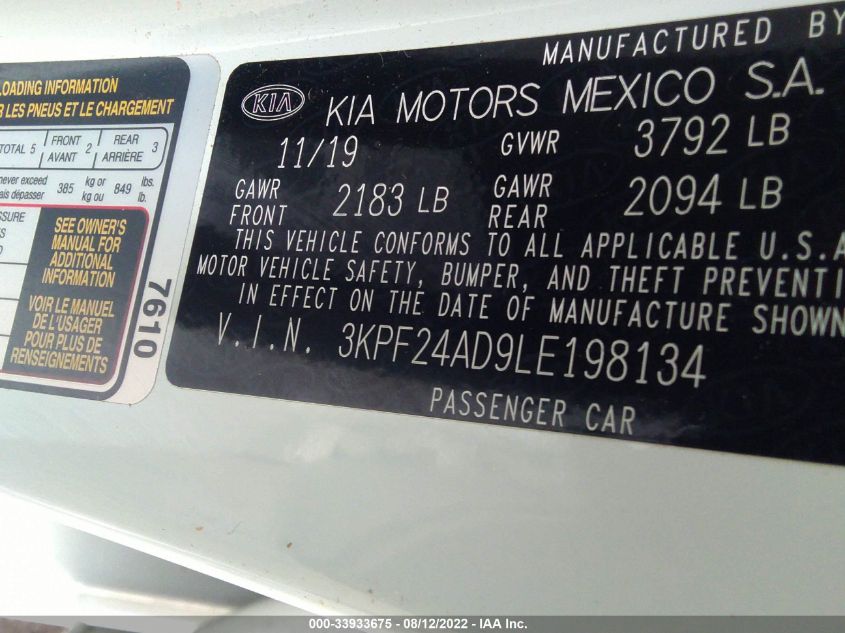 LOADING INFORMATION
LES PNEUS ET LE CHARGEMENT
TOTAL 5 FRONT AVANT 2 REAR ARRIÈRE 3
never exceed 385 kg or 849 lbs.
dépasser kg ou lb.
SEE OWNER'S
MANUAL FOR
ADDITIONAL
INFORMATION
VOIR LE MANUEL
DE L'USAGER
POUR PLUS DE
RENSEIGNEMENTS
7610
MANUFACTURED BY
KIA KIA MOTORS MEXICO S.A.
11/19 GVWR 3792 LB
GAWR FRONT 2183 LB GAWR REAR 2094 LB
THIS VEHICLE CONFORMS TO ALL APPLICABLE U.S.A
MOTOR VEHICLE SAFETY, BUMPER, AND THEFT PREVENTI
IN EFFECT ON THE DATE OF MANUFACTURE SHOWN
V.I.N. 3KPF24AD9LE198134
PASSENGER CAR
000-33933675 - 08/12/2022 - IAA Inc.